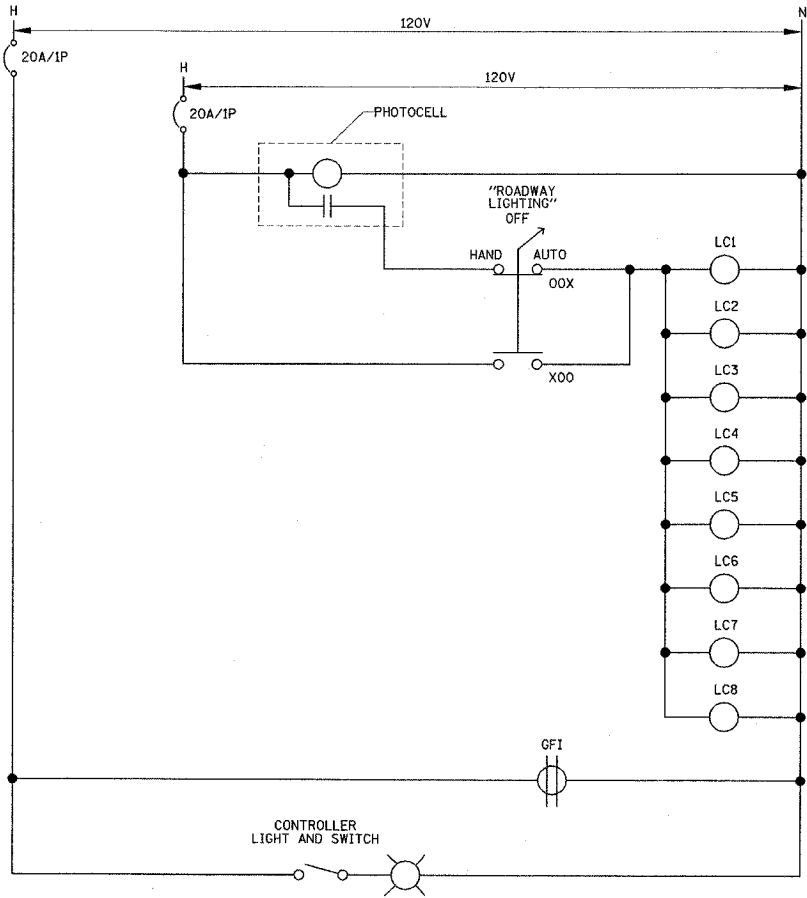 H
N
120V
20A/1P
H
120V
20A/1P
PHOTOCELL
"ROADWAY
LIGHTING"
OFF
HAND
AUTO
OOX
XOO
LC1
LC2
LC3
LC4
LC5
LC6
LC7
LC8
GFI
CONTROLLER
LIGHT AND SWITCH